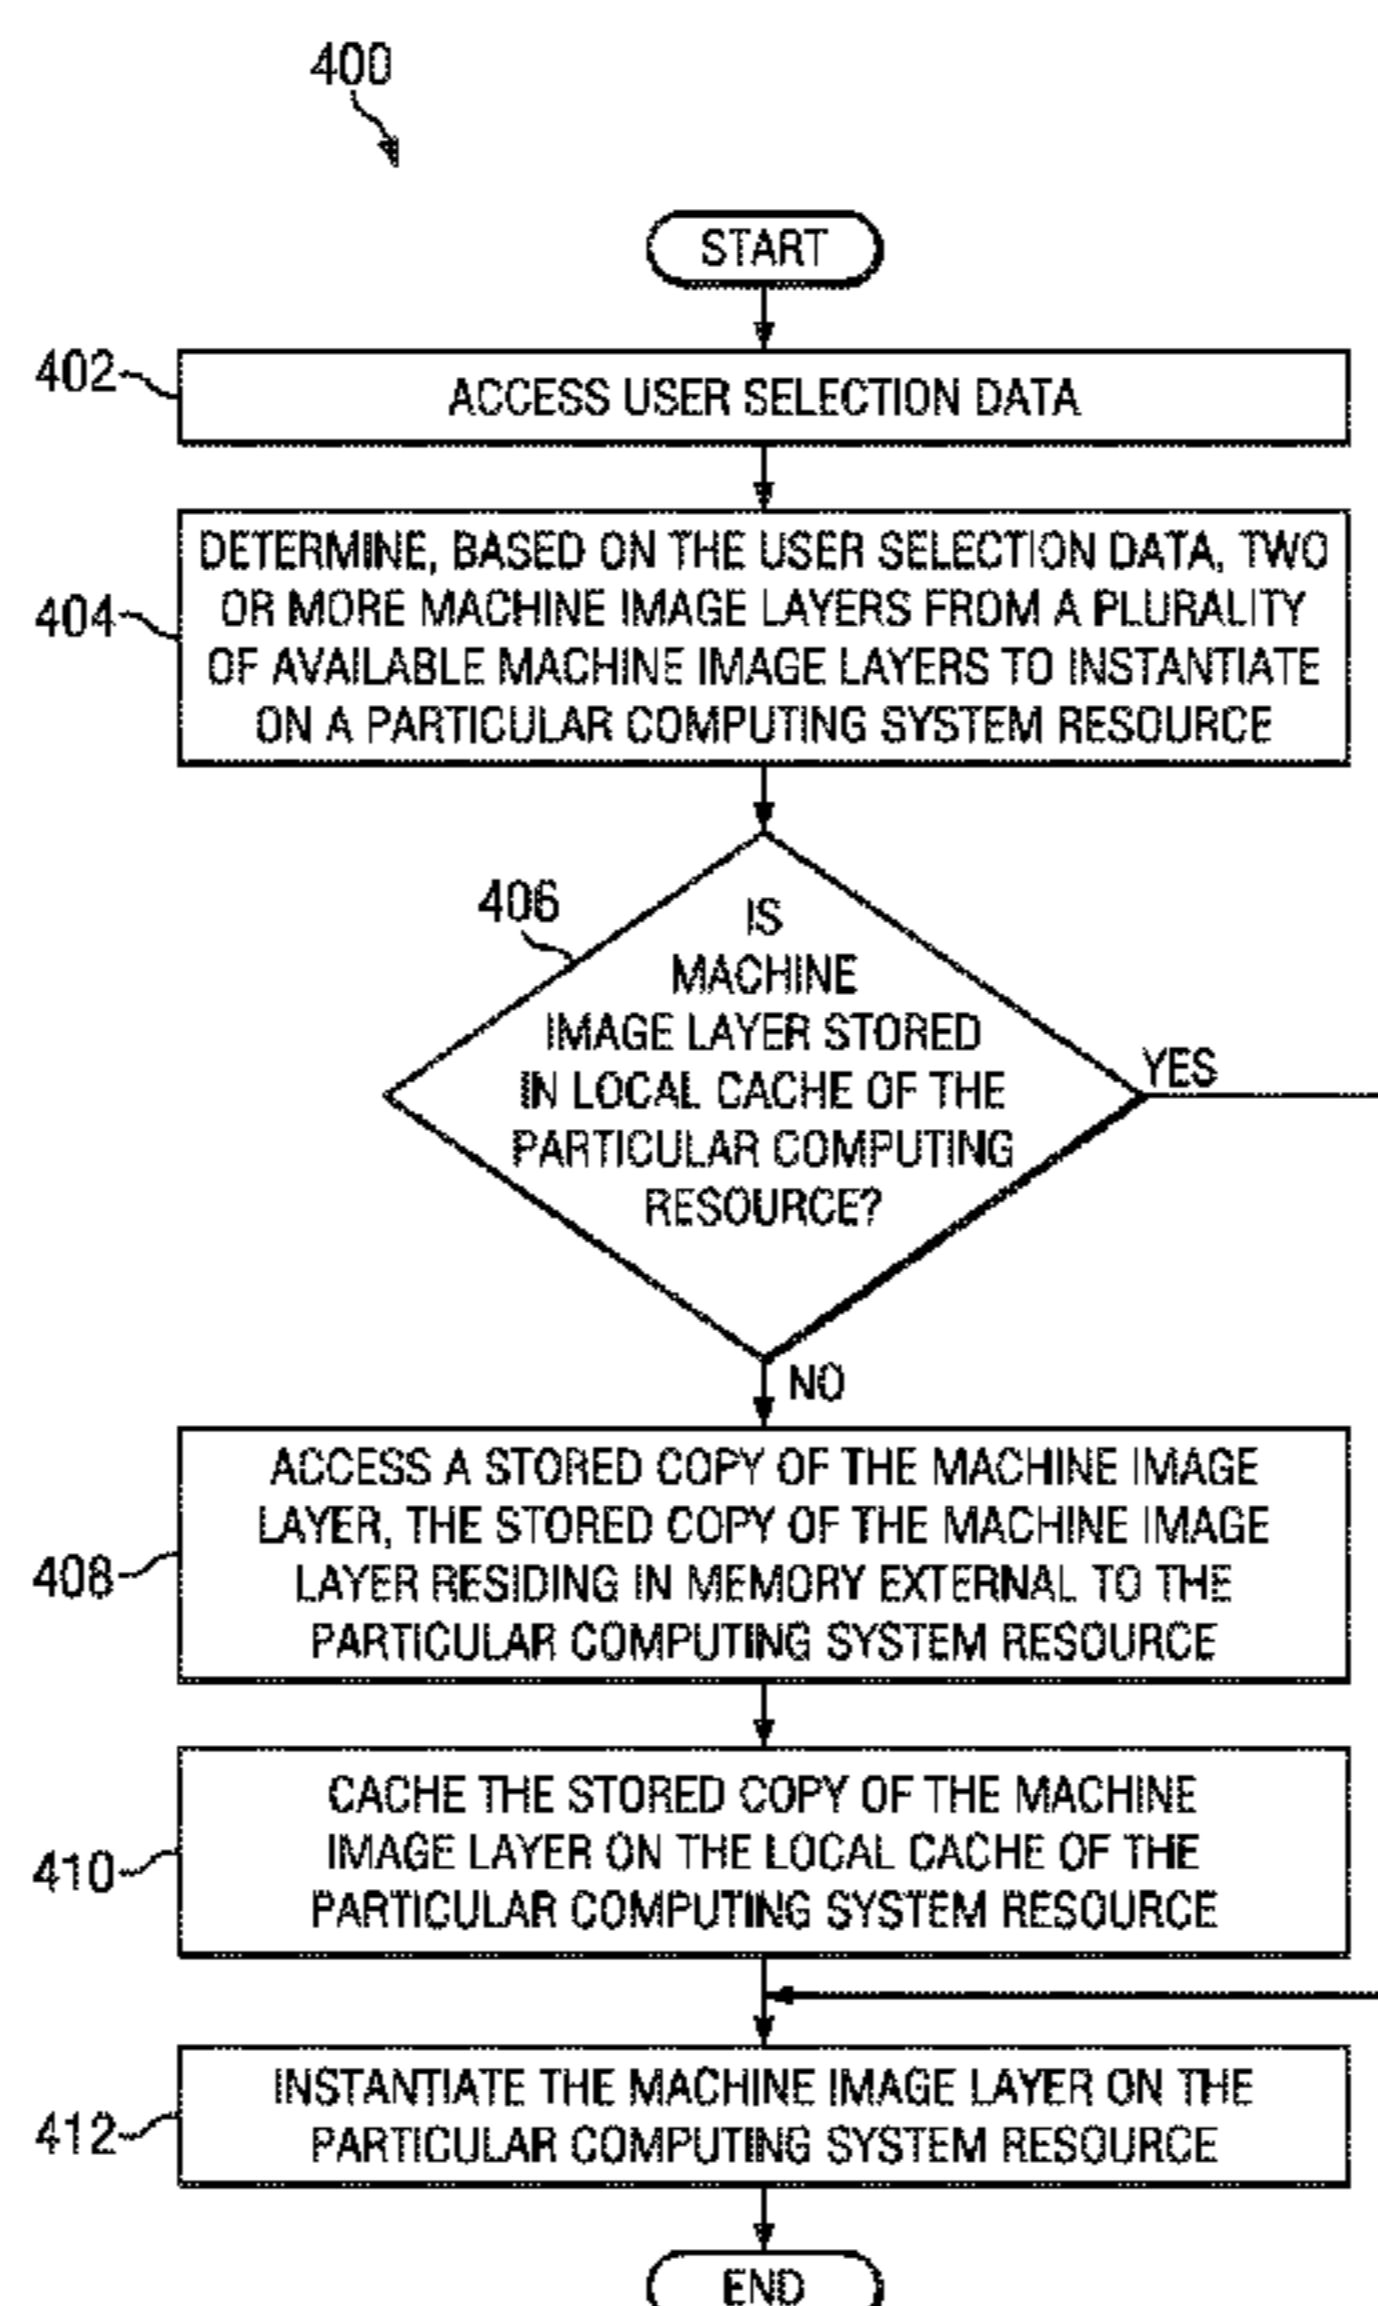 400
START
402
ACCESS USER SELECTION DATA
404
DETERMINE, BASED ON THE USER SELECTION DATA, TWO
OR MORE MACHINE IMAGE LAYERS FROM A PLURALITY
OF AVAILABLE MACHINE IMAGE LAYERS TO INSTANTIATE
ON A PARTICULAR COMPUTING SYSTEM RESOURCE
406
IS
MACHINE
IMAGE LAYER STORED
IN LOCAL CACHE OF THE
PARTICULAR COMPUTING
RESOURCE?
YES
NO
408
ACCESS A STORED COPY OF THE MACHINE IMAGE
LAYER, THE STORED COPY OF THE MACHINE IMAGE
LAYER RESIDING IN MEMORY EXTERNAL TO THE
PARTICULAR COMPUTING SYSTEM RESOURCE
410
CACHE THE STORED COPY OF THE MACHINE
IMAGE LAYER ON THE LOCAL CACHE OF THE
PARTICULAR COMPUTING SYSTEM RESOURCE
412
INSTANTIATE THE MACHINE IMAGE LAYER ON THE
PARTICULAR COMPUTING SYSTEM RESOURCE
END